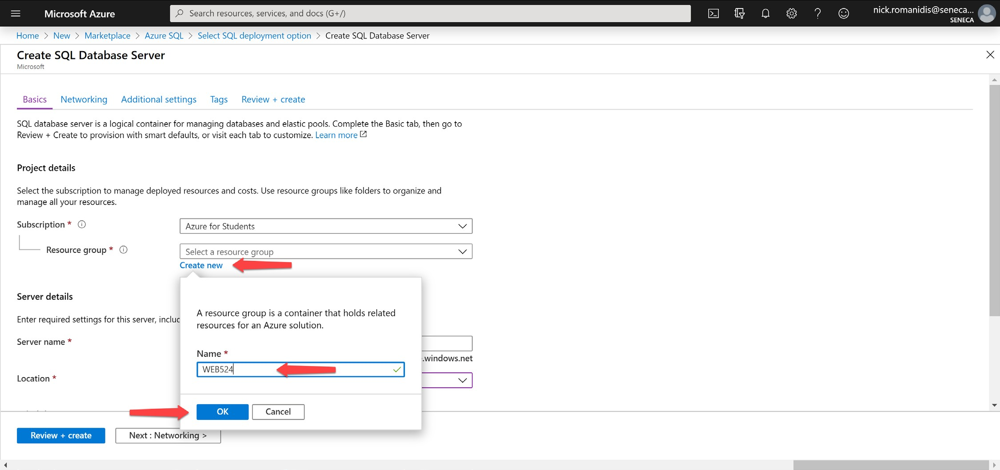 Microsoft Azure
Search resources, services, and docs (G+/)
nick.romanidis@seneca...
SENECA
Home > New > Marketplace > Azure SQL > Select SQL deployment option > Create SQL Database Server
Create SQL Database Server
Microsoft
Basics Networking Additional settings Tags Review + create
SQL database server is a logical container for managing databases and elastic pools. Complete the Basic tab, then go to
Review + Create to provision with smart defaults, or visit each tab to customize. Learn more
Project details
Select the subscription to manage deployed resources and costs. Use resource groups like folders to organize and
manage all your resources.
Subscription *
Azure for Students
Resource group *
Select a resource group
Create new
A resource group is a container that holds related
resources for an Azure solution.
Name *
WEB524
OK Cancel
Server details
Enter required settings for this server,
Server name *
.windows.net
Location *
Review + create Next : Networking >